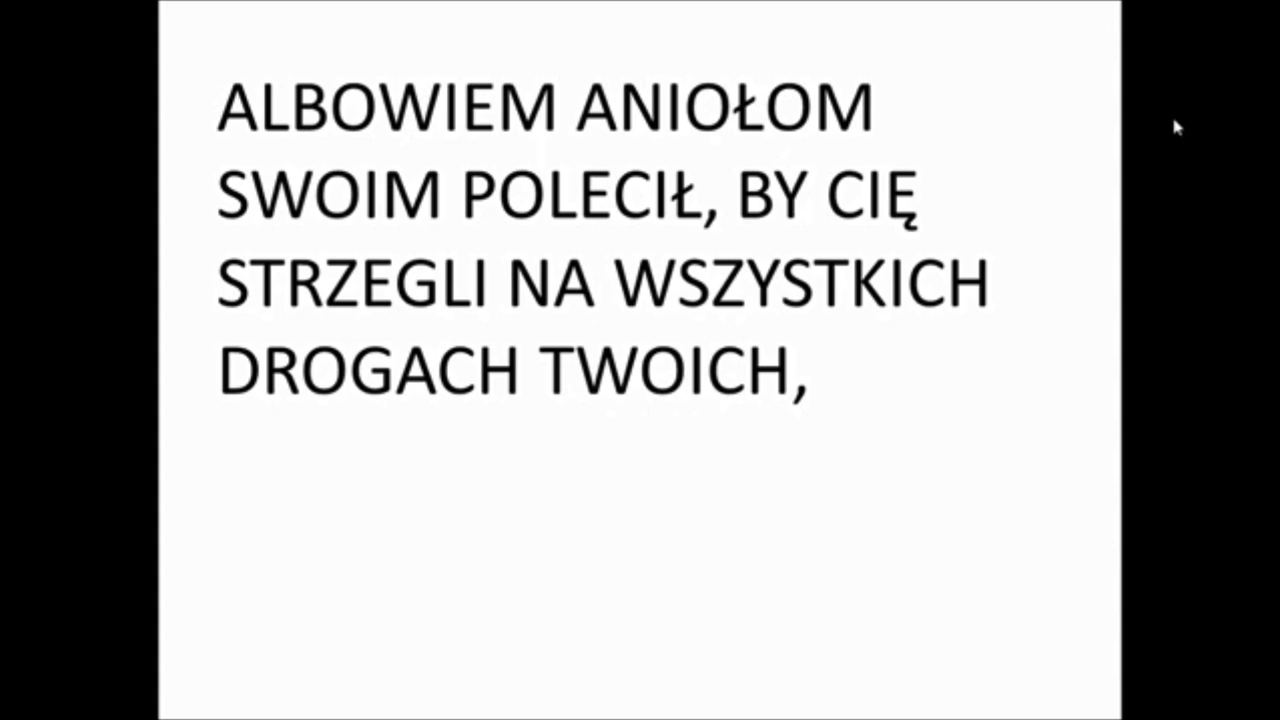 ALBOWIEM ANIOŁOM
SWOIM POLECIŁ, BY CIĘ
STRZEGLI NA WSZYSTKICH
DROGACH TWOICH,